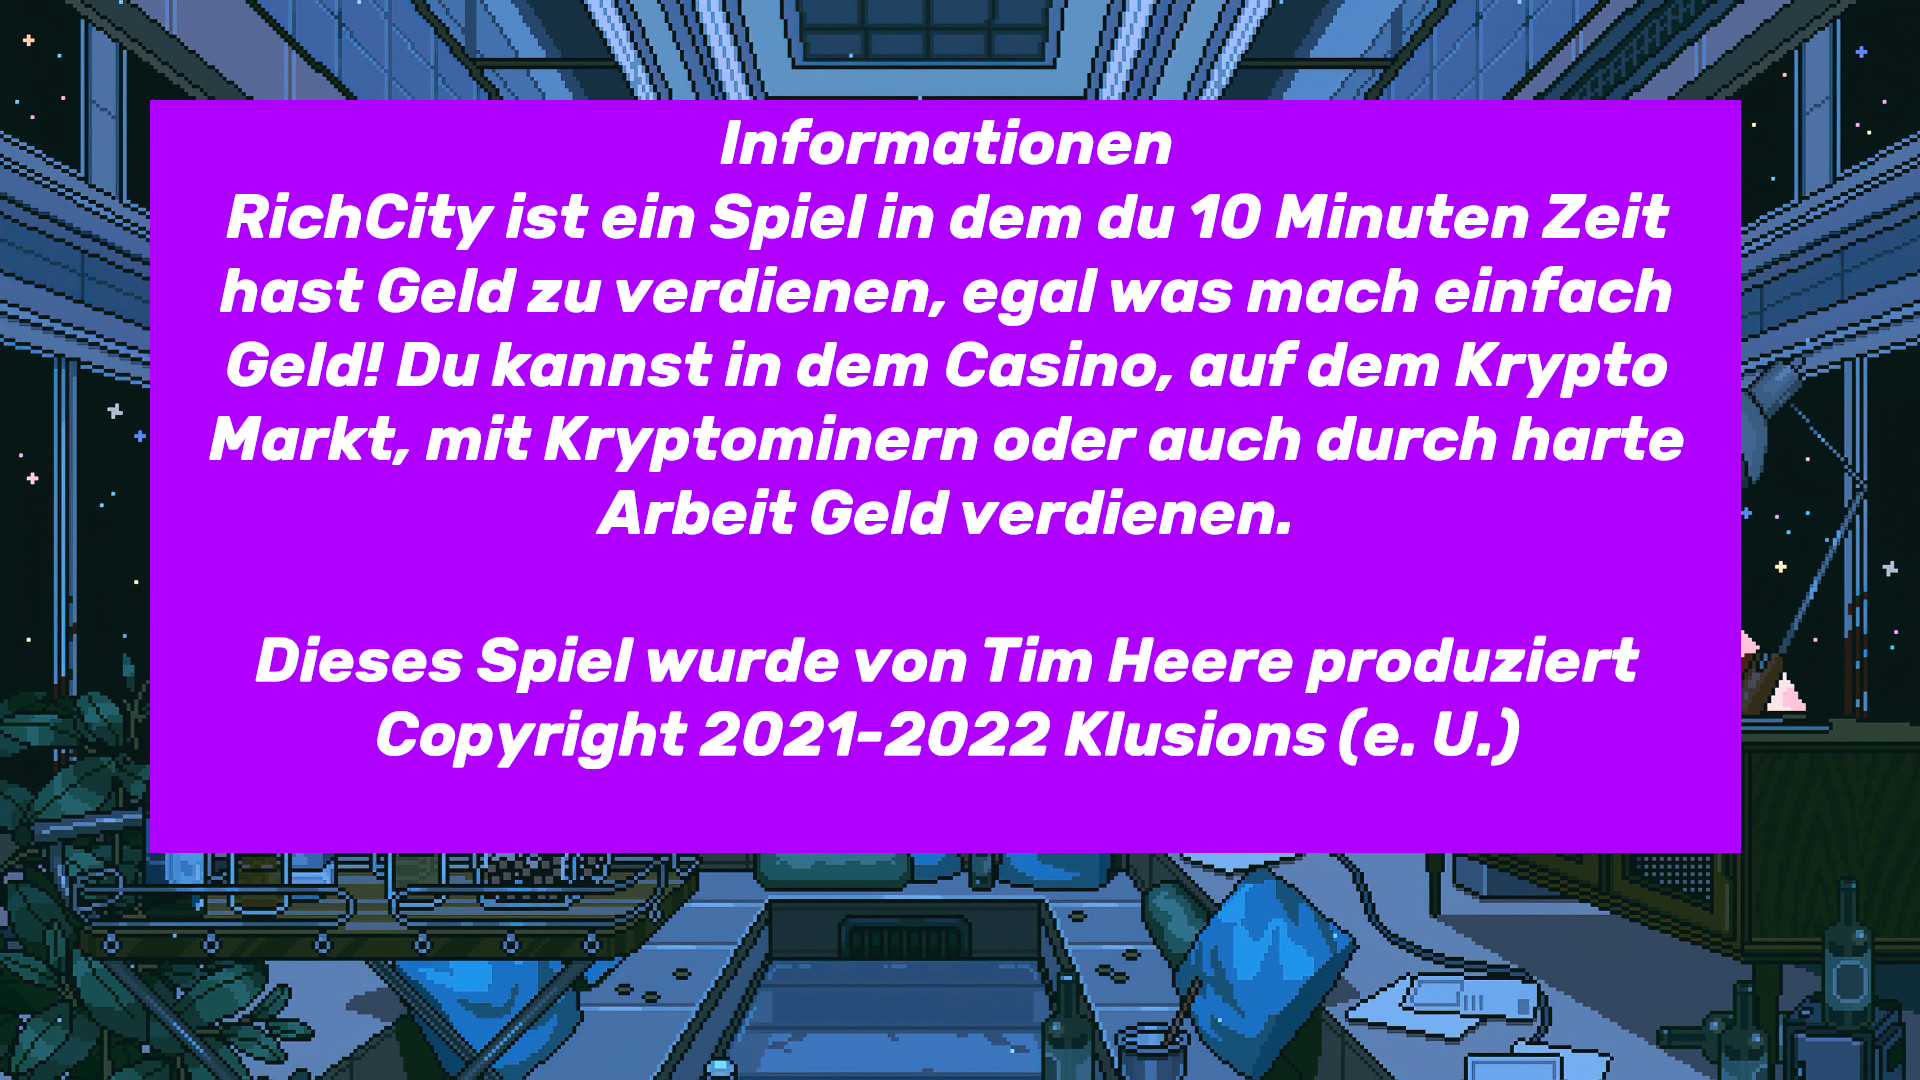 Informationen
RichCity ist ein Spiel in dem du 10 Minuten Zeit
hast Geld zu verdienen, egal was mach einfach
Geld! Du kannst in dem Casino, auf dem Krypto
Markt, mit Kryptominern oder auch durch harte
Arbeit Geld verdienen.
Dieses Spiel wurde von Tim Heere produziert
Copyright 2021-2022 Klusions (e. U.)